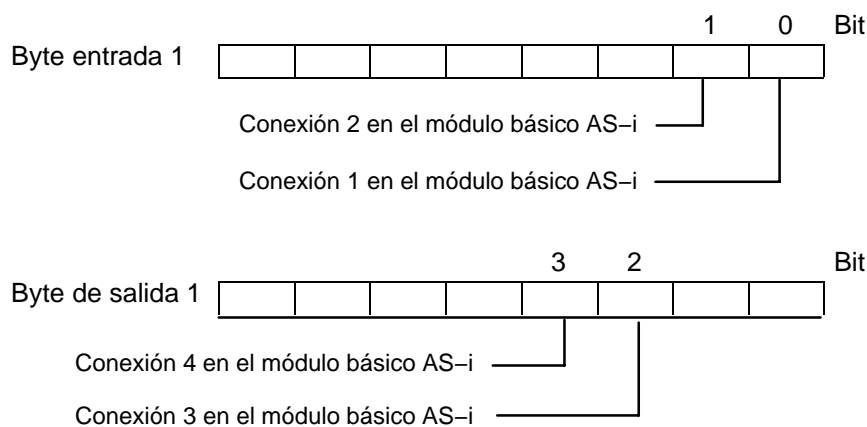 1 0 Bit
Byte entrada 1
Conexión 2 en el módulo básico AS−i
Conexión 1 en el módulo básico AS−i
3 2 Bit
Byte de salida 1
Conexión 4 en el módulo básico AS−i
Conexión 3 en el módulo básico AS−i